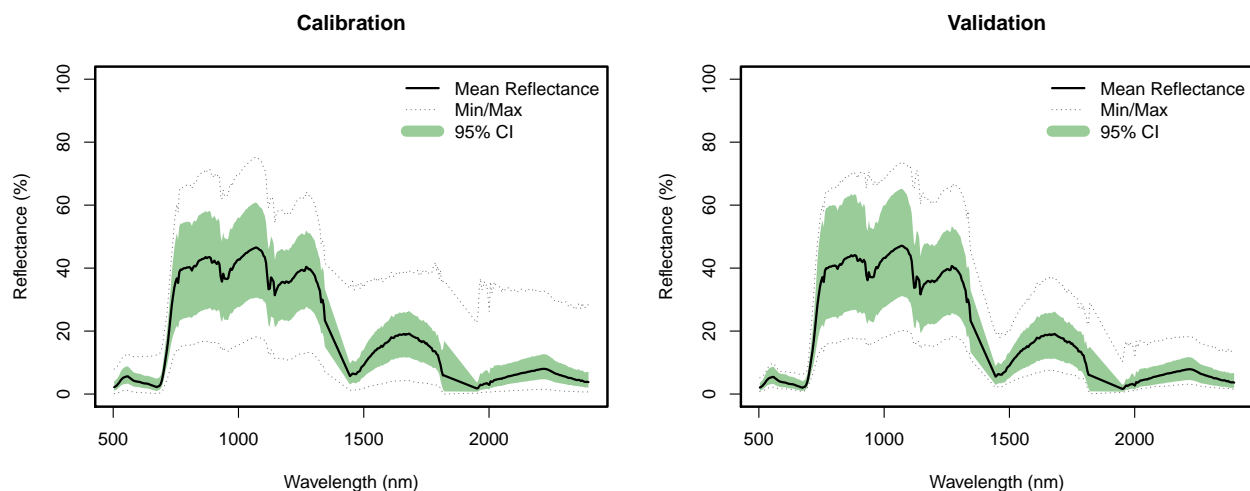 Calibration
100
80
60
40
20
0
Reflectance (%)
Mean Reflectance
Min/Max
95% CI
500
1000
1500
2000
Wavelength (nm)
Validation
100
80
60
40
20
0
Reflectance (%)
Mean Reflectance
Min/Max
95% CI
500
1000
1500
2000
Wavelength (nm)